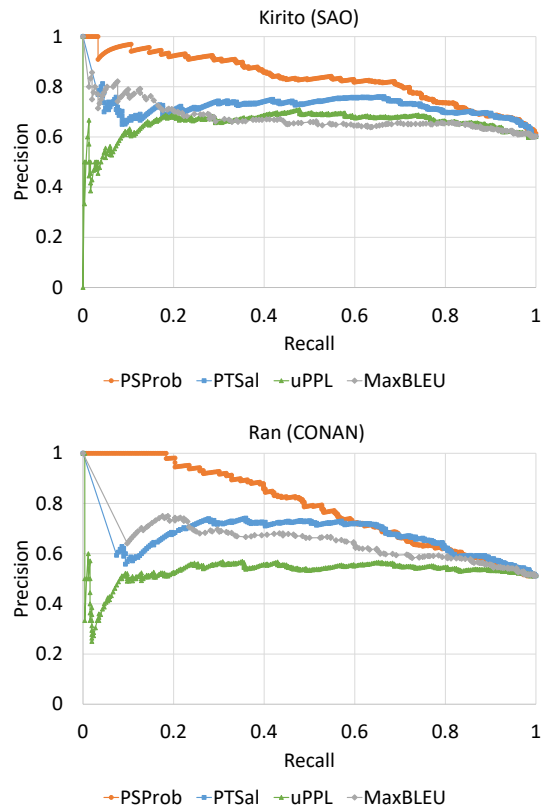 Kirito (SAO)
1
0.8
0.6
0.4
0.2
0
Precision
0 0.2 0.4 0.6 0.8 1
Recall
PSProb PTSal uPPL MaxBLEU
Ran (CONAN)
1
0.8
0.6
0.4
0.2
0
Precision
0 0.2 0.4 0.6 0.8 1
Recall
PSProb PTSal uPPL MaxBLEU